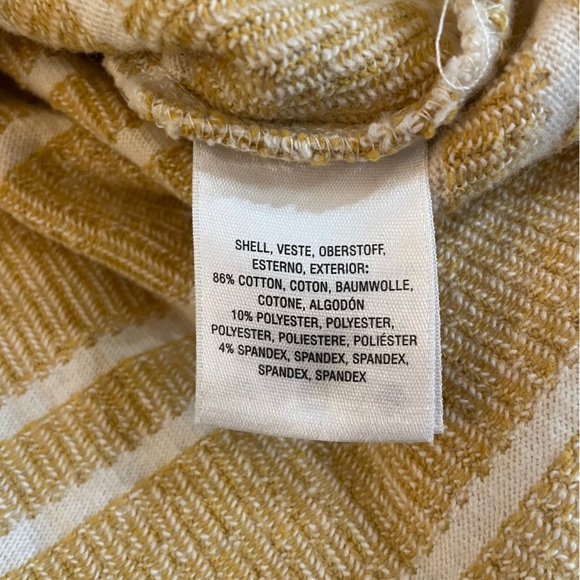 SHELL, VESTE, OBERSTOFF,
ESTERNO, EXTERIOR:
86% COTTON, COTON, BAUMWOLLE,
COTONE, ALGODÓN
10% POLYESTER, POLYESTER,
POLYESTER, POLIESTERE, POLIÉSTER
4% SPANDEX, SPANDEX, SPANDEX,
SPANDEX, SPANDEX